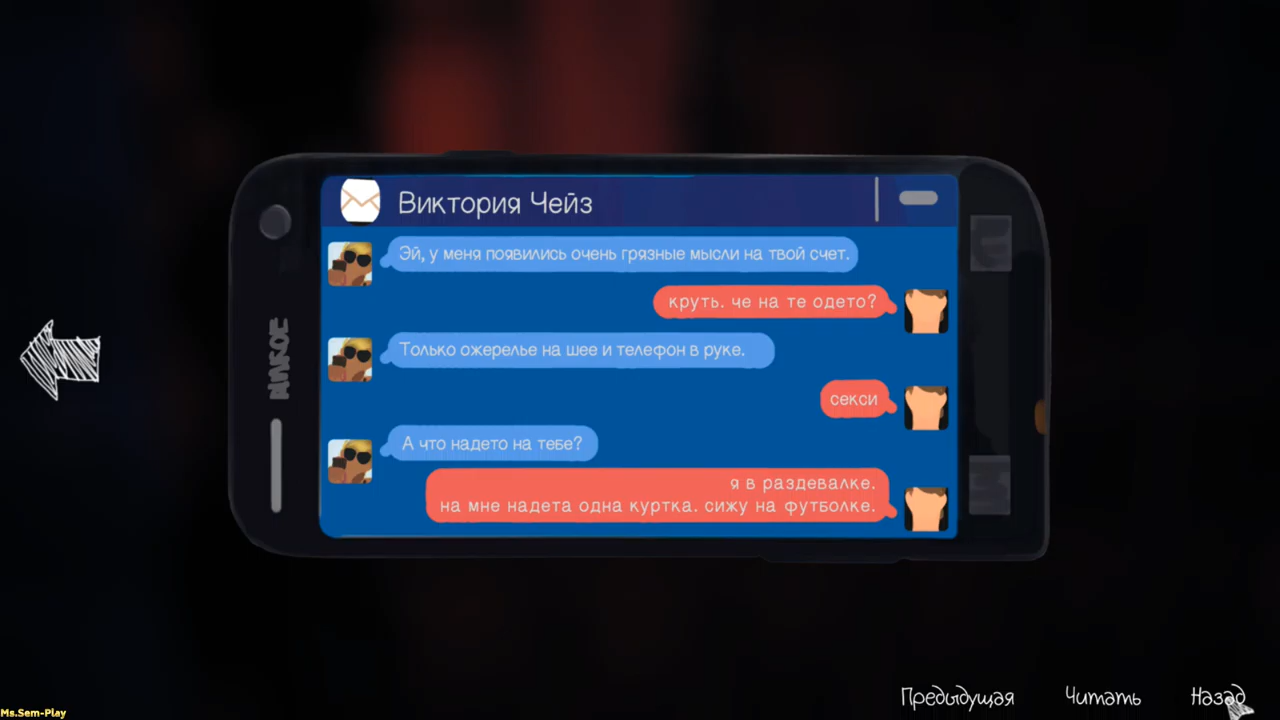 Виктория Чейз
Эй, у меня появились очень грязные мысли на твой счет.
круть. че на те одето?
Только ожерелье на шее и телефон в руке.
секси
А что надето на тебе?
я в раздевалке.
на мне надета одна куртка. сижу на футболке.
Предыдущая
Читать
Назад
Ms.Sem-Play